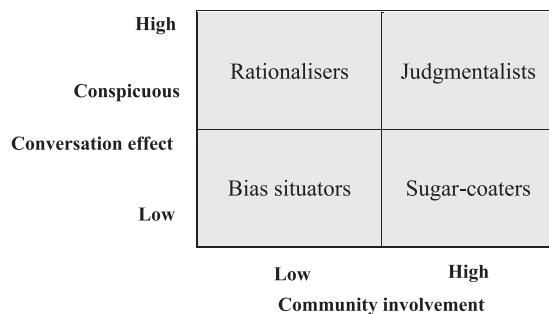 High
Rationalisers
Judgmentalists
Conspicuous
Conversation effect
Bias situators
Sugar-coaters
Low
Low
High
Community involvement